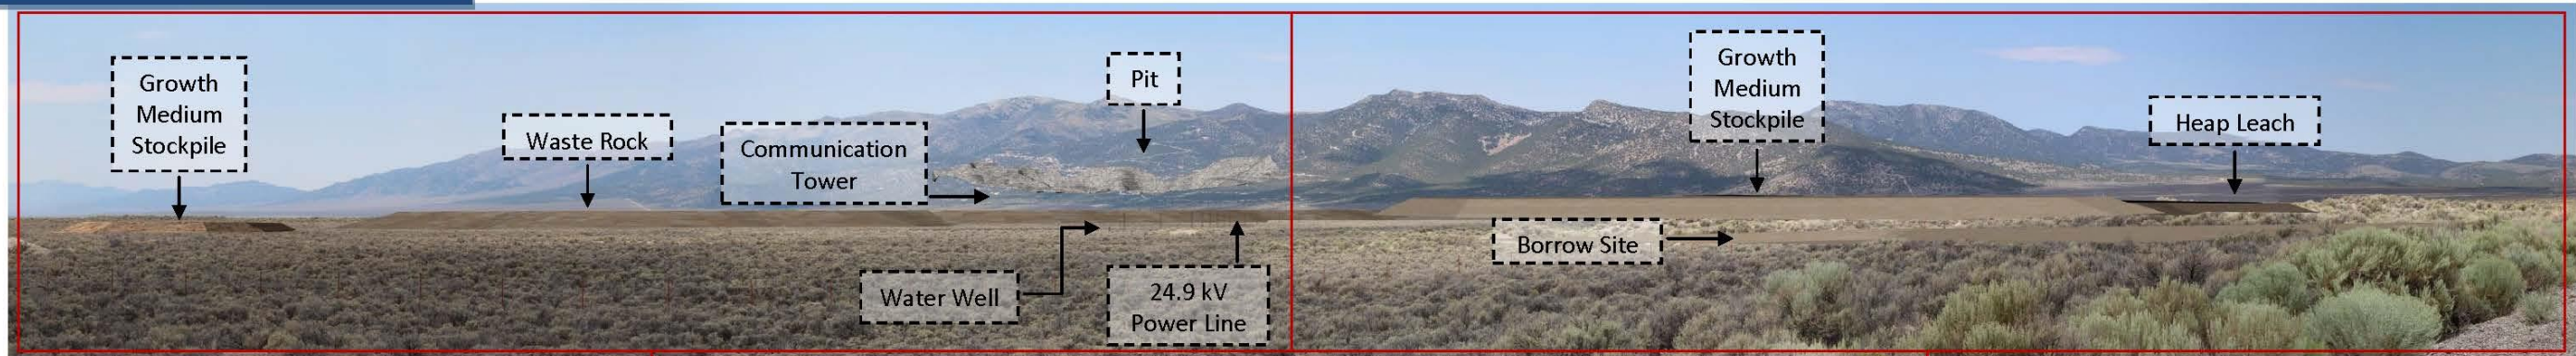 Growth
Medium
Stockpile
Waste Rock
Communication
Tower
Pit
Water Well
24.9 kV
Power Line
Growth
Medium
Stockpile
Borrow Site
Heap Leach